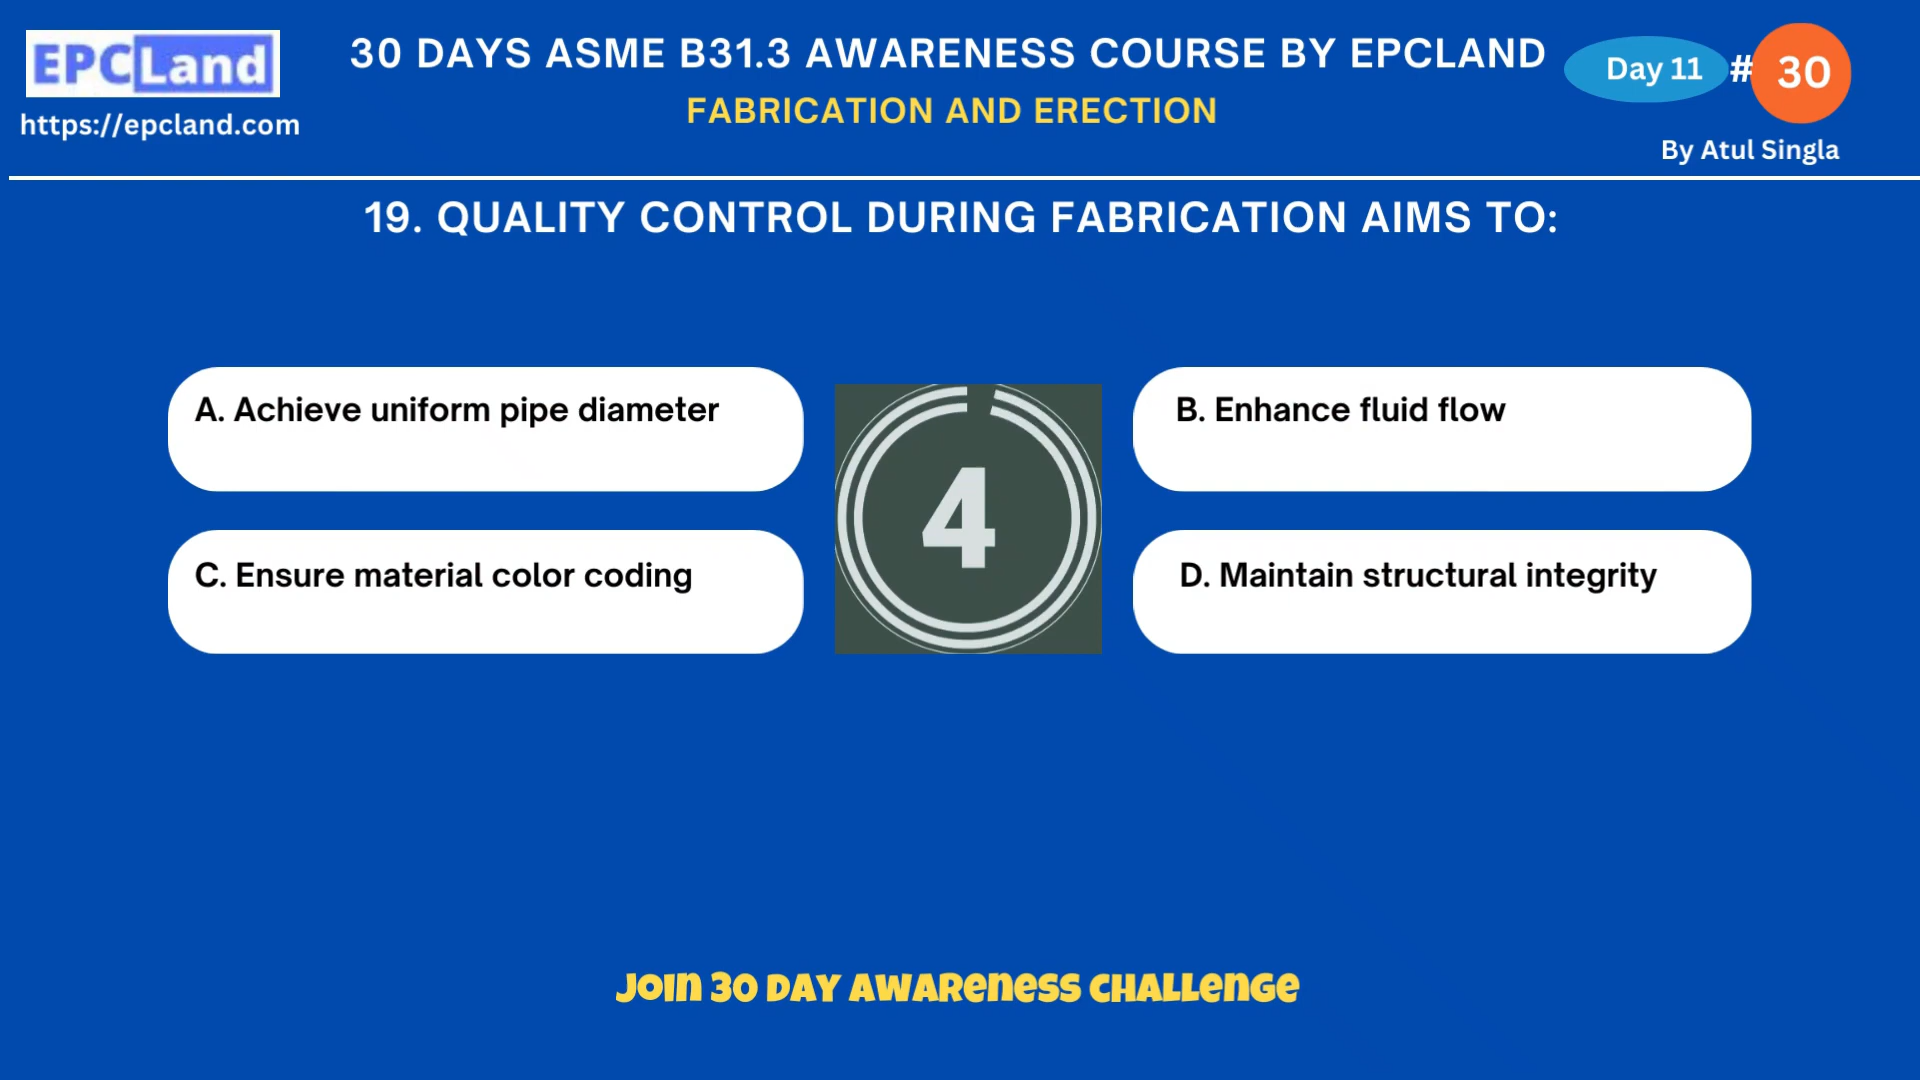 EPCLand
https://epcland.com
30 DAYS ASME B31.3 AWARENESS COURSE BY EPCLAND
FABRICATION AND ERECTION
Day 11 # 30
By Atul Singla
19. QUALITY CONTROL DURING FABRICATION AIMS TO:
A. Achieve uniform pipe diameter
B. Enhance fluid flow
4
C. Ensure material color coding
D. Maintain structural integrity
Join 30 Day Awareness Challenge